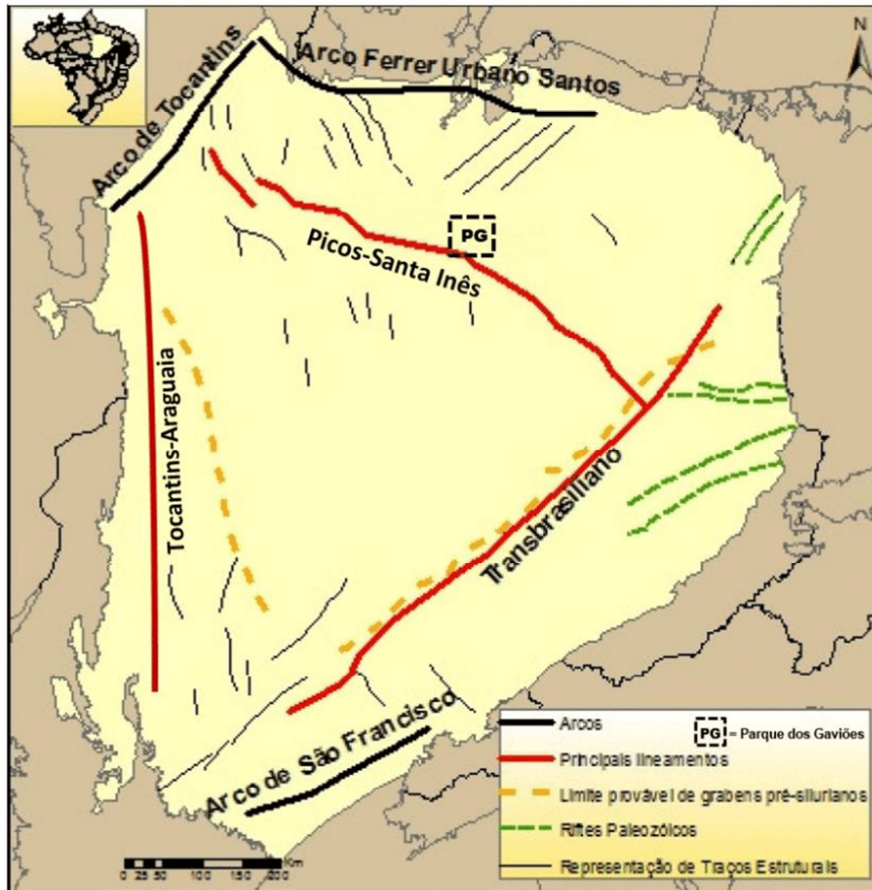 N
Arco de Tocantins
Arco Ferrer Urbano Santos
PG
Picos-Santa Inês
Tocantins-Araguaia
Transbrasiliano
Arco de São Francisco
Arcos
PG = Parque dos Gaviões
Principais lineamentos
Limite provável de grabens pré-silurianos
Riftes Paleozóicos
Representação de Traços Estruturais
Km
0 25 50 100 150 200